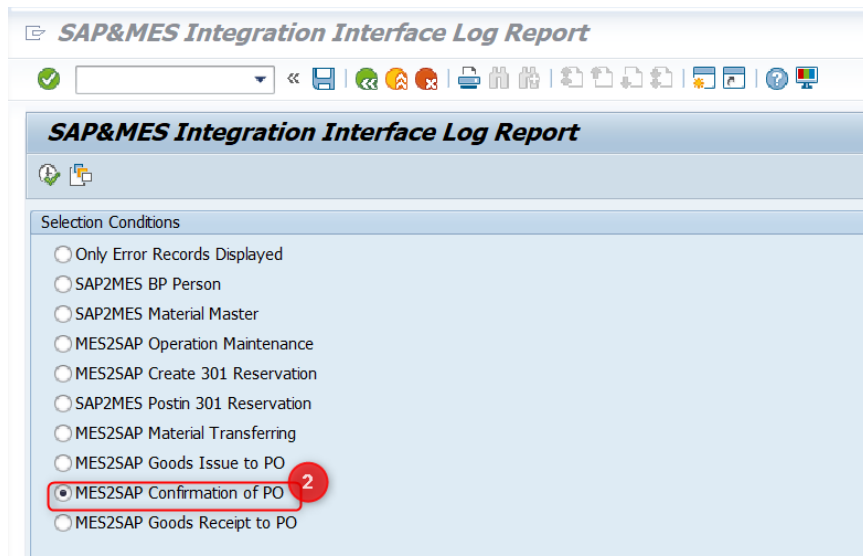 SAP&MES Integration Interface Log Report
SAP&MES Integration Interface Log Report
Selection Conditions
Only Error Records Displayed
SAP2MES BP Person
SAP2MES Material Master
MES2SAP Operation Maintenance
MES2SAP Create 301 Reservation
SAP2MES Postin 301 Reservation
MES2SAP Material Transferring
MES2SAP Goods Issue to PO
MES2SAP Confirmation of PO 2
MES2SAP Goods Receipt to PO